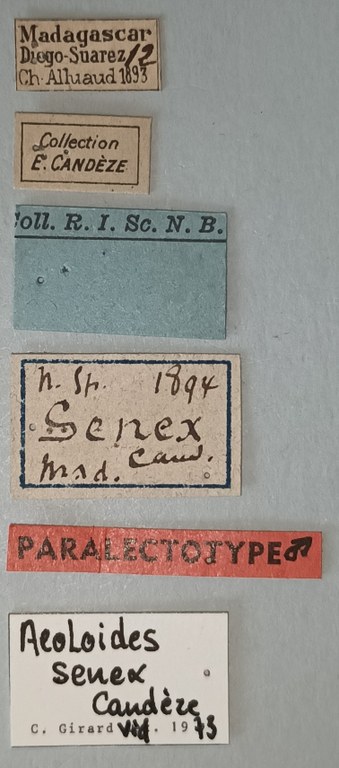 Madagascar
Diego-Suarez 12
Ch. Alluaud 1893
Collection
E. CANDÈZE
Coll. R. I. Sc. N. B.
n. sp. 1894
Senex
Cand.
Mad.
PARALECTOTYPE ♂
Aeoloides
senex
Candèze
C. Girard vid. 1973